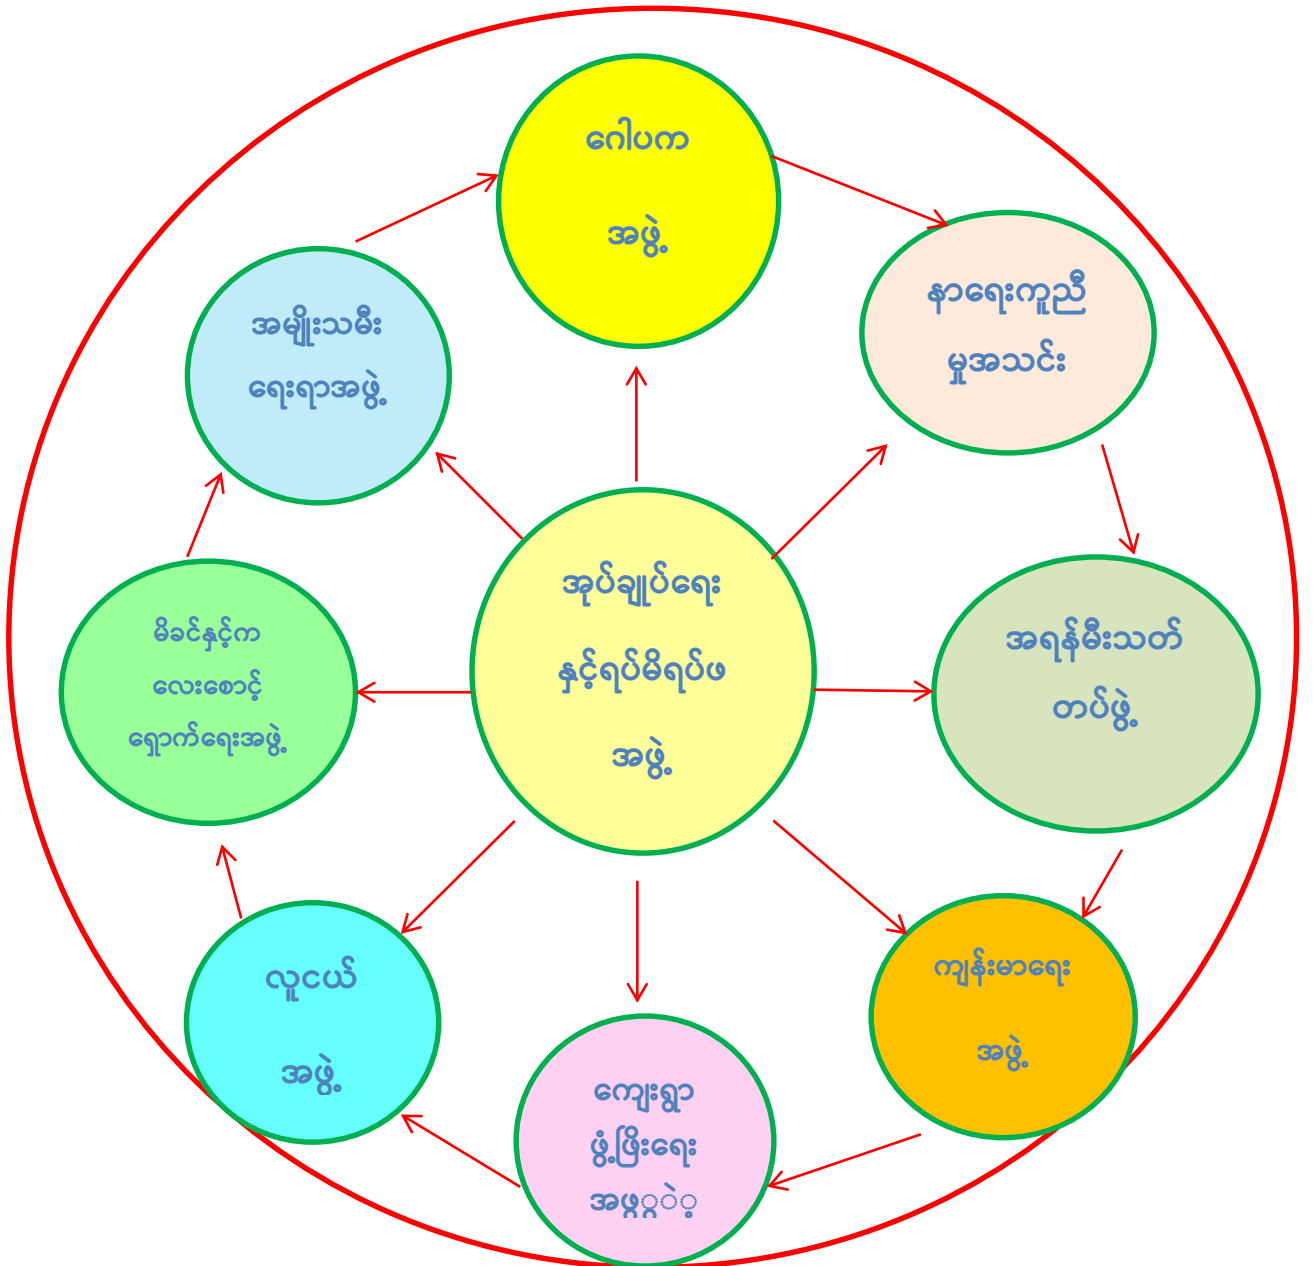 ဂေါပက
အဖွဲ့
နာရေးကူညီ
မှုအသင်း
အမျိုးသမီး
ရေးရာအဖွဲ့
အုပ်ချုပ်ရေး
နှင့်ရပ်မိရပ်ဖ
အဖွဲ့
မိခင်နှင့်က
လေးစောင့်
ရှောက်ရေးအဖွဲ့
အရန်မီးသတ်
တပ်ဖွဲ့
ကျန်းမာရေး
အဖွဲ့
လူငယ်
အဖွဲ့
ကျေးရွာ
ဖွံ့ဖြိုးရေး
အဖွွဲ့